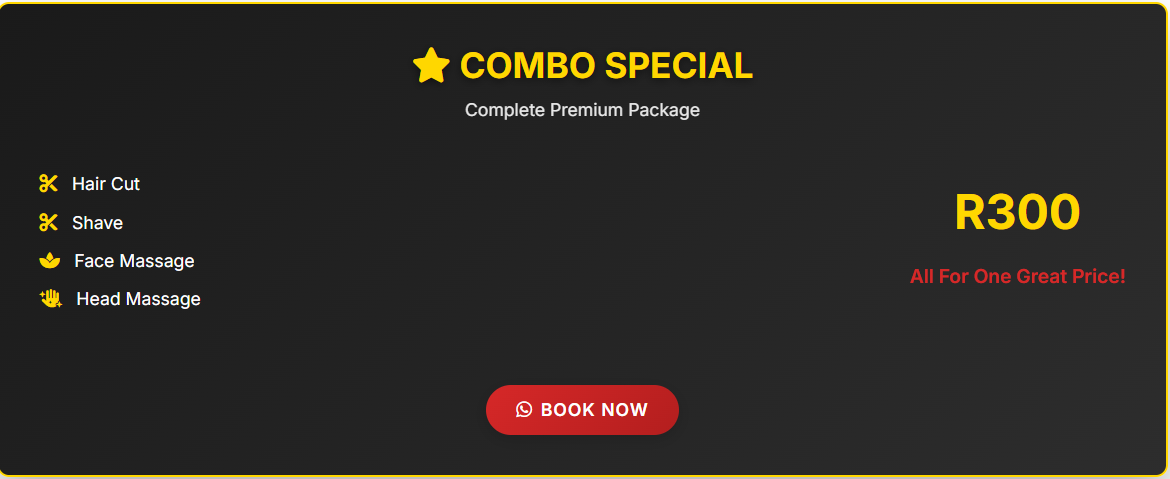 COMBO SPECIAL
Complete Premium Package
Hair Cut
Shave
Face Massage
Head Massage
R300
All For One Great Price!
BOOK NOW